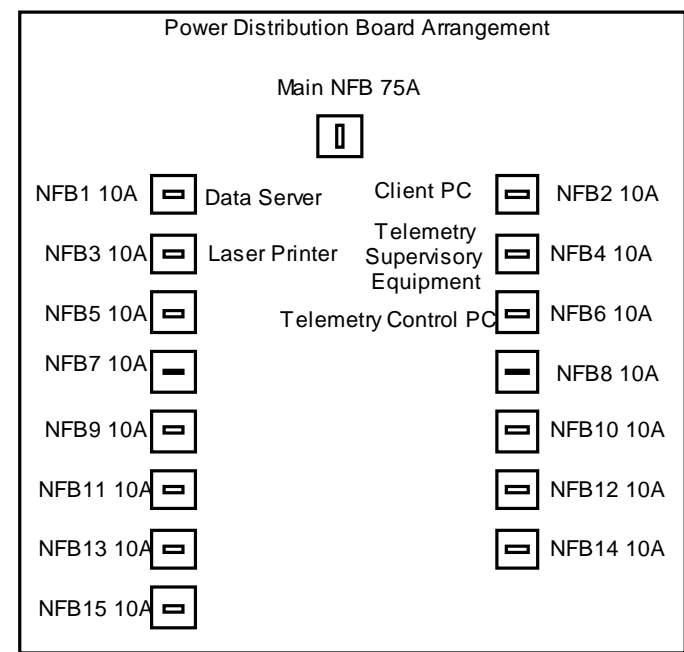 Power Distribution Board Arrangement
Main NFB 75A
NFB1 10A Data Server Client PC NFB2 10A
NFB3 10A Laser Printer Telemetry Supervisory Equipment NFB4 10A
NFB5 10A Telemetry Control PC NFB6 10A
NFB7 10A NFB8 10A
NFB9 10A NFB10 10A
NFB11 10A NFB12 10A
NFB13 10A NFB14 10A
NFB15 10A